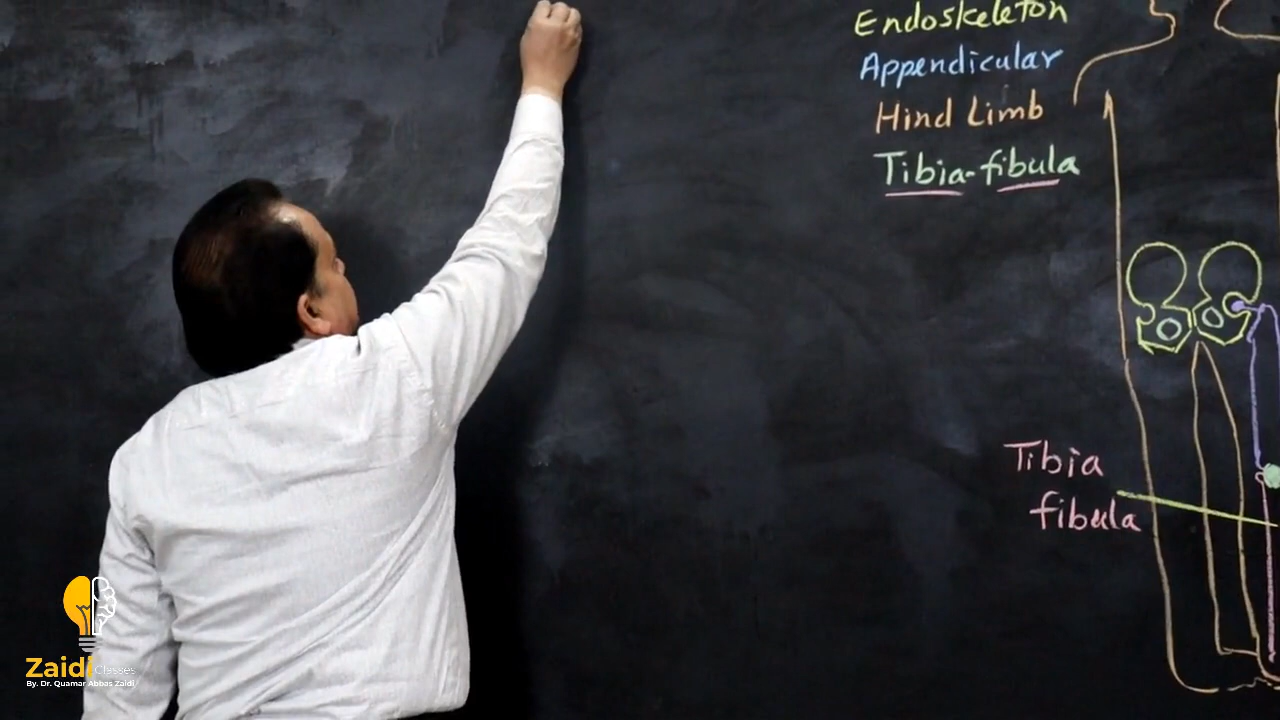 Endoskeleton
Appendicular
Hind Limb
Tibia-fibula
Tibia
fibula
Zaidi Classes
By. Dr. Quamar Abbas Zaidi